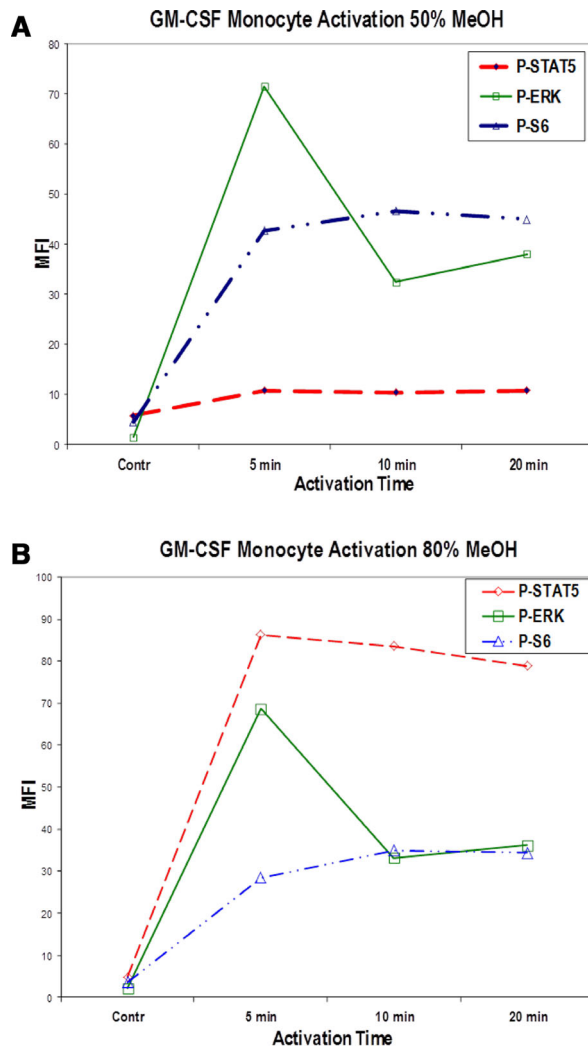 A
GM-CSF Monocyte Activation 50% MeOH
80
70
60
50
40
30
20
10
0
MFI
P-STAT5
P-ERK
P-S6
Contr
5 min
10 min
20 min
Activation Time
B
GM-CSF Monocyte Activation 80% MeOH
100
90
80
70
60
50
40
30
20
10
0
MFI
P-STAT5
P-ERK
P-S6
Contr
5 min
10 min
20 min
Activation Time